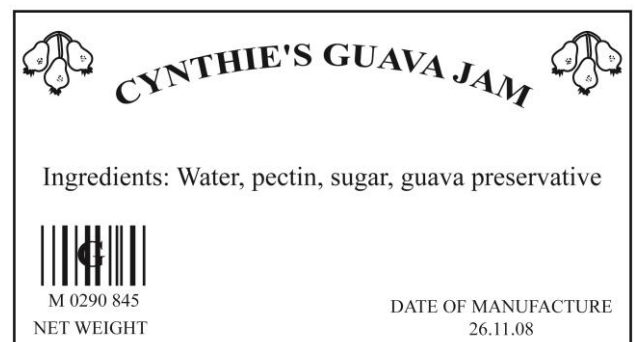 CYNTHIE'S GUAVA JAM
Ingredients: Water, pectin, sugar, guava preservative
G
M 0290 845
NET WEIGHT
DATE OF MANUFACTURE
26.11.08